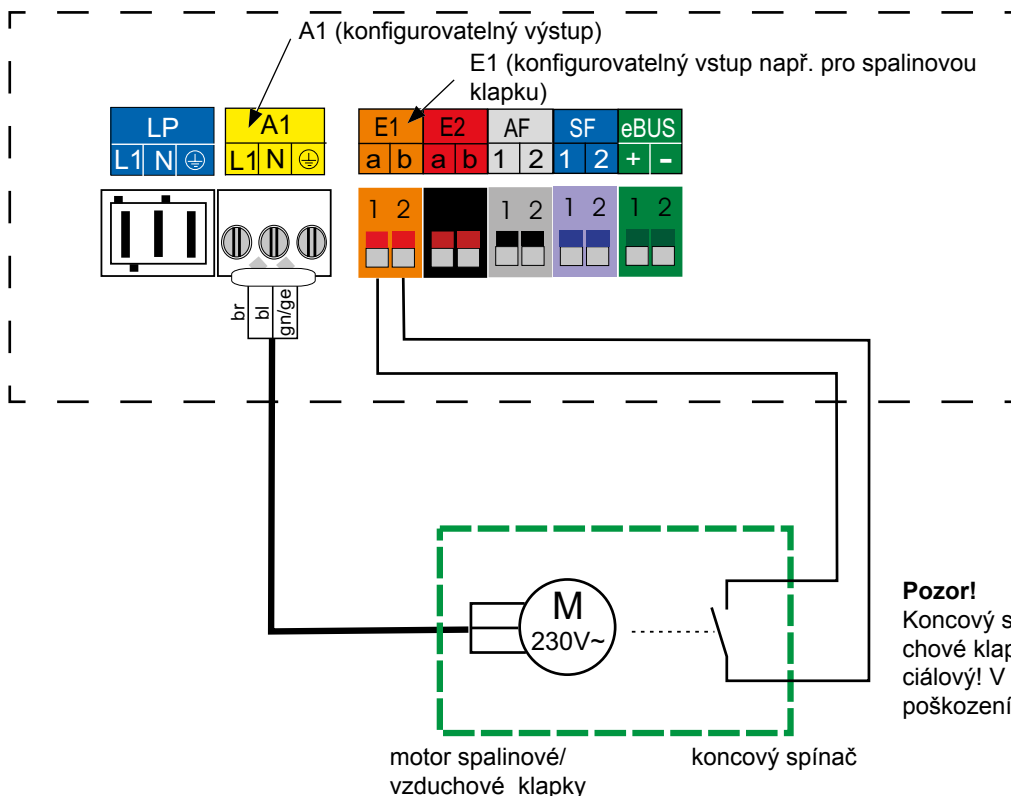 A1 (konfigurovatelný výstup)
E1 (konfigurovatelný vstup např. pro spalinovou
klapku)
LP A1 E1 E2 AF SF eBUS
L1 N L1 N a b a b 1 2 1 2 + -
1 2 1 2 1 2 1 2
br
bl
gn/ge
M
230V~
Pozor!
Koncový s
chové klap
ciálový! V
poškození
motor spalinové/
vzduchové klapky
koncový spínač